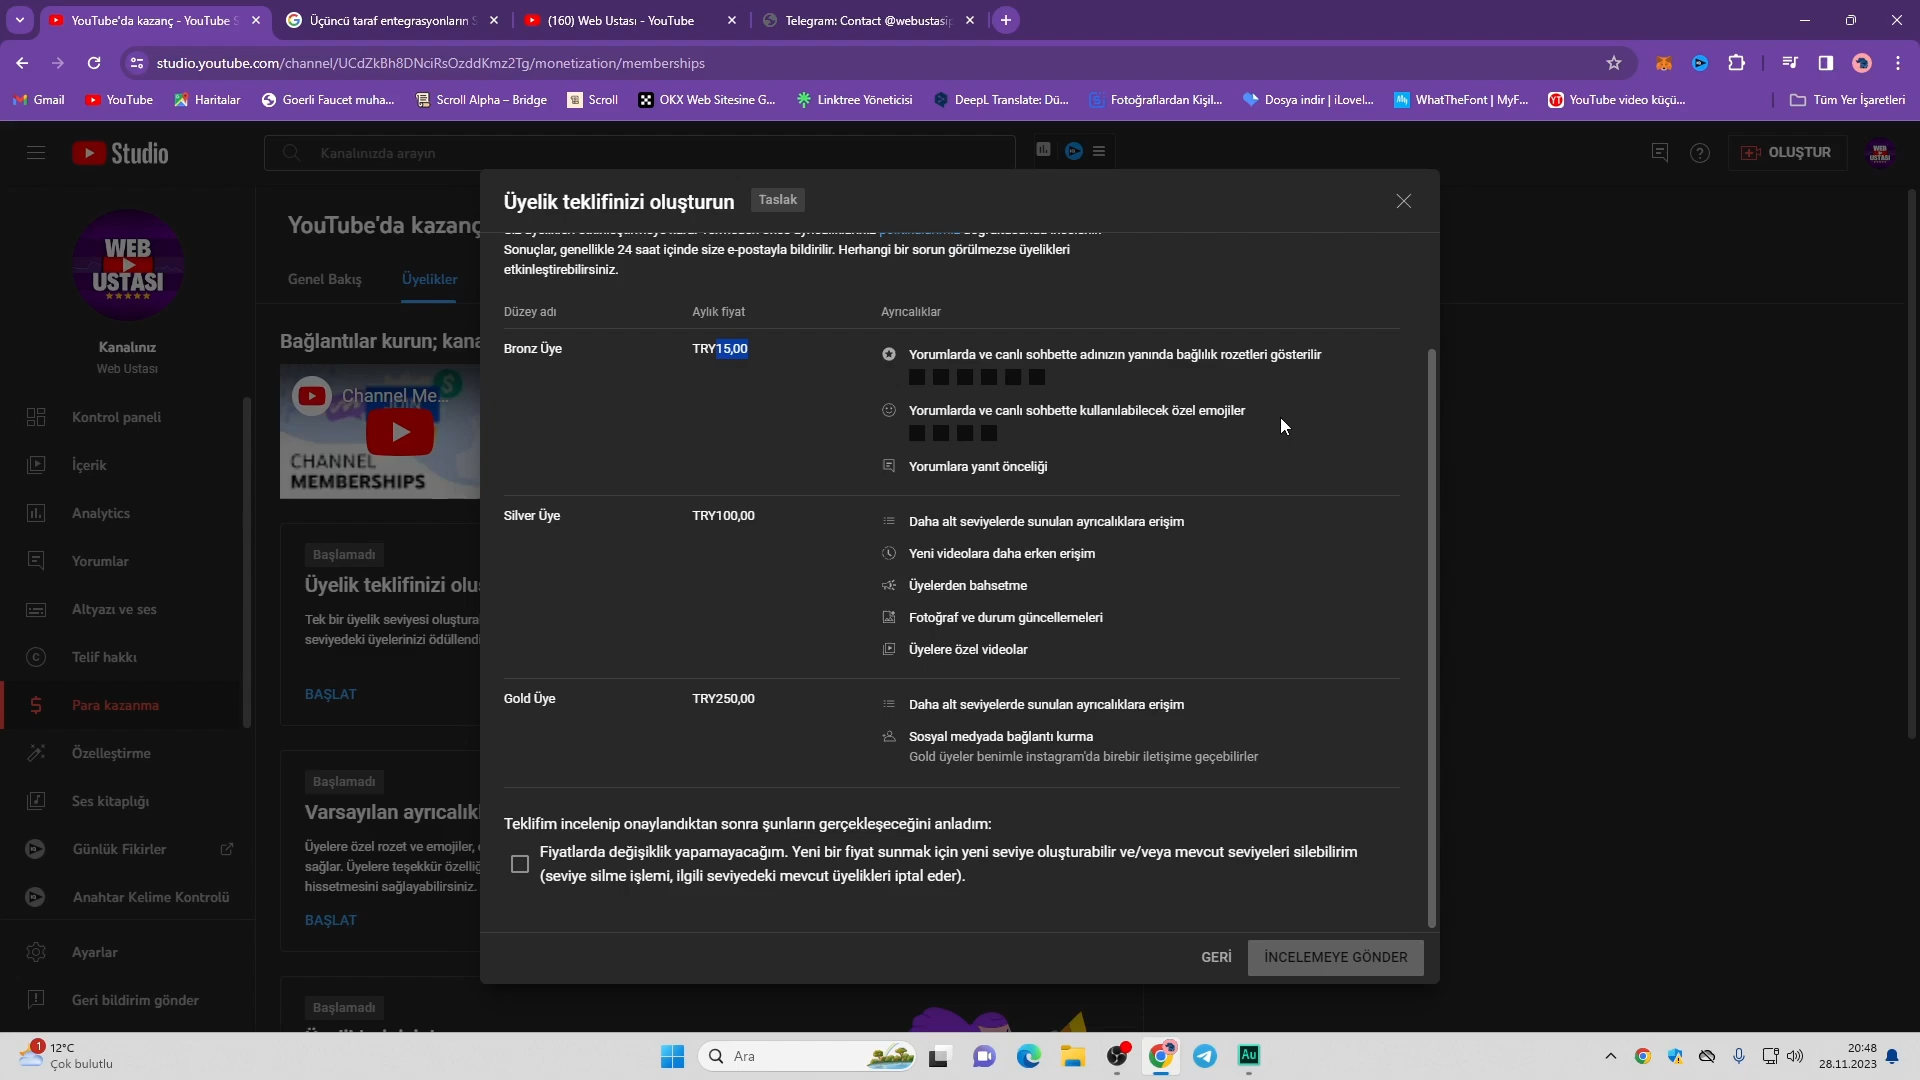 YouTube'da kazanç - YouTube S
Üçüncü taraf entegrasyonların S
(160) Web Ustası - YouTube
Telegram: Contact @webustasip
studio.youtube.com/channel/UCdZkBh8DNciRsOzddKmz2Tg/monetization/memberships
Gmail
YouTube
Haritalar
Goerli Faucet muha...
Scroll Alpha – Bridge
Scroll
OKX Web Sitesine G...
Linktree Yöneticisi
DeepL Translate: Dü...
Fotoğraflardan Kişil...
Dosya indir | iLoveI...
WhatTheFont | MyF...
YouTube video küçü...
Tüm Yer İşaretleri
Studio
Kanalınızda arayın
OLUŞTUR
WEB
USTASI
Kanalınız
Web Ustası
Kontrol paneli
İçerik
Analytics
Yorumlar
Altyazı ve ses
Telif hakkı
Para kazanma
Özelleştirme
Ses kitaplığı
Günlük Fikirler
Anahtar Kelime Kontrolü
Ayarlar
Geri bildirim gönder
YouTube'da kazanç
Genel Bakış
Üyelikler
Bağlantılar kurun; kana
Channel Me...
JOIN
CHANNEL
MEMBERSHIPS
Başlamadı
Üyelik teklifinizi olu
Tek bir üyelik seviyesi oluştura
seviyedeki üyelerinizi ödüllendi
BAŞLAT
Başlamadı
Varsayılan ayrıcalık
Üyelere özel rozet ve emojiler,
sağlar. Üyelere teşekkür özelliğ
hissetmesini sağlayabilirsiniz.
BAŞLAT
Başlamadı
Üyelik teklifinizi oluşturun
Taslak
Sonuçlar, genellikle 24 saat içinde size e-postayla bildirilir. Herhangi bir sorun görülmezse üyelikleri
etkinleştirebilirsiniz.
Düzey adı
Aylık fiyat
Ayrıcalıklar
Bronz Üye
TRY15,00
Yorumlarda ve canlı sohbette adınızın yanında bağlılık rozetleri gösterilir
Yorumlarda ve canlı sohbette kullanılabilecek özel emojiler
Yorumlara yanıt önceliği
Silver Üye
TRY100,00
Daha alt seviyelerde sunulan ayrıcalıklara erişim
Yeni videolara daha erken erişim
Üyelerden bahsetme
Fotoğraf ve durum güncellemeleri
Üyelere özel videolar
Gold Üye
TRY250,00
Daha alt seviyelerde sunulan ayrıcalıklara erişim
Sosyal medyada bağlantı kurma
Gold üyeler benimle instagram'da birebir iletişime geçebilirler
Teklifim incelenip onaylandıktan sonra şunların gerçekleşeceğini anladım:
Fiyatlarda değişiklik yapamayacağım. Yeni bir fiyat sunmak için yeni seviye oluşturabilir ve/veya mevcut seviyeleri silebilirim
(seviye silme işlemi, ilgili seviyedeki mevcut üyelikleri iptal eder).
GERİ
İNCELEMEYE GÖNDER
1
12°C
Çok bulutlu
Ara
Au
20:48
28.11.2023